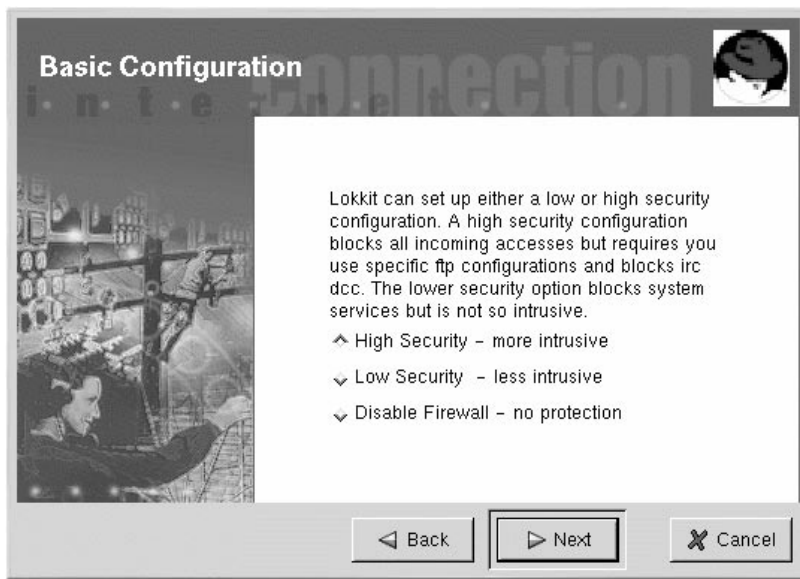 Basic Configuration
connection
internet
Lokkit can set up either a low or high security
configuration. A high security configuration
blocks all incoming accesses but requires you
use specific ftp configurations and blocks irc
dcc. The lower security option blocks system
services but is not so intrusive.
High Security – more intrusive
Low Security – less intrusive
Disable Firewall – no protection
Back
Next
Cancel